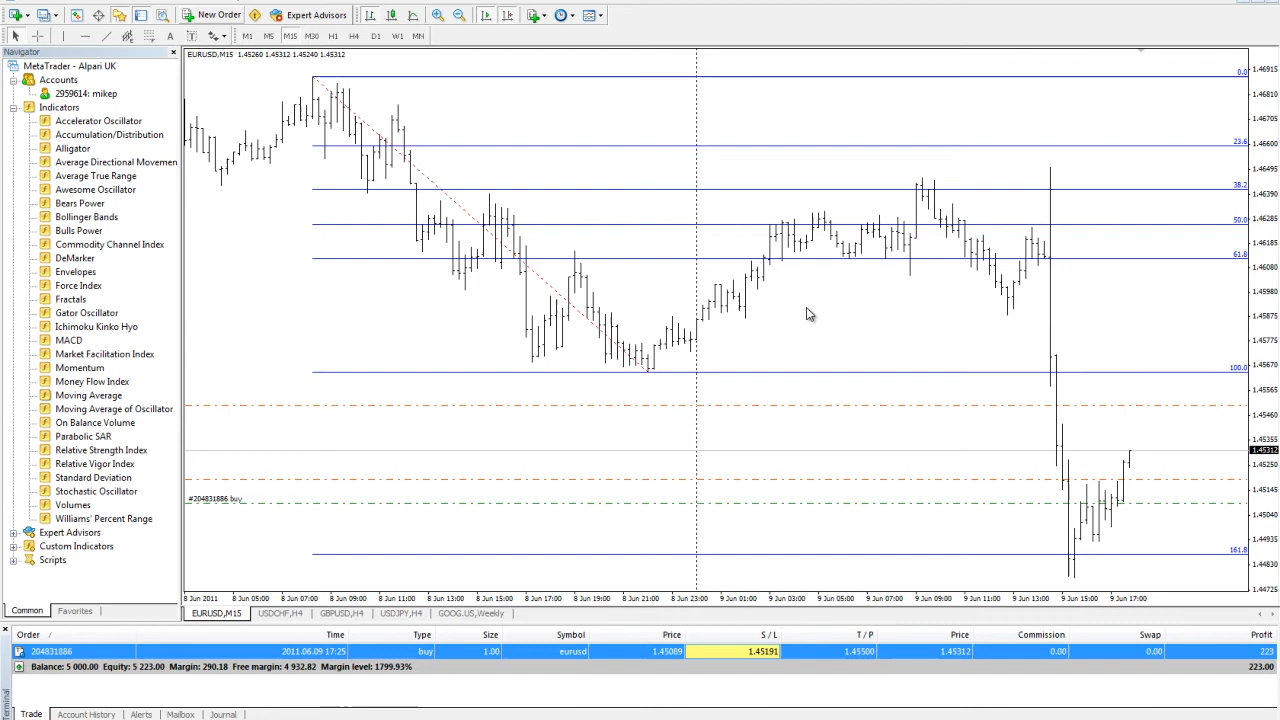 New Order
Expert Advisors
M1 M5 M15 M30 H1 H4 D1 W1 MN
Navigator
MetaTrader - Alpari UK
Accounts
2959614: mikep
Indicators
Accelerator Oscillator
Accumulation/Distribution
Alligator
Average Directional Movemen
Average True Range
Awesome Oscillator
Bears Power
Bollinger Bands
Bulls Power
Commodity Channel Index
DeMarker
Envelopes
Force Index
Fractals
Gator Oscillator
Ichimoku Kinko Hyo
MACD
Market Facilitation Index
Momentum
Money Flow Index
Moving Average
Moving Average of Oscillator
On Balance Volume
Parabolic SAR
Relative Strength Index
Relative Vigor Index
Standard Deviation
Stochastic Oscillator
Volumes
Williams' Percent Range
Expert Advisors
Custom Indicators
Scripts
Common Favorites
EURUSD,M15 1.45260 1.45312 1.45240 1.45312
0.0
23.6
38.2
50.0
61.8
100.0
161.8
#204831886 buy
1.46915
1.46810
1.46705
1.46600
1.46495
1.46390
1.46285
1.46185
1.46080
1.45980
1.45875
1.45775
1.45670
1.45565
1.45460
1.45355
1.45312
1.45250
1.45145
1.45040
1.44935
1.44830
1.44725
8 Jun 2011 8 Jun 05:00 8 Jun 07:00 8 Jun 09:00 8 Jun 11:00 8 Jun 13:00 8 Jun 15:00 8 Jun 17:00 8 Jun 19:00 8 Jun 21:00 8 Jun 23:00 9 Jun 01:00 9 Jun 03:00 9 Jun 05:00 9 Jun 07:00 9 Jun 09:00 9 Jun 11:00 9 Jun 13:00 9 Jun 15:00 9 Jun 17:00
EURUSD,M15 USDCHF,H4 GBPUSD,H4 USDJPY,H4 GOOG.US,Weekly
Order / Time Type Size Symbol Price S / L T / P Price Commission Swap Profit
204831886 2011.06.09 17:25 buy 1.00 eurusd 1.45089 1.45191 1.45500 1.45312 0.00 0.00 223
Balance: 5 000.00 Equity: 5 223.00 Margin: 290.18 Free margin: 4 932.82 Margin level: 1799.93% 223.00
Terminal
Trade Account History Alerts Mailbox Journal